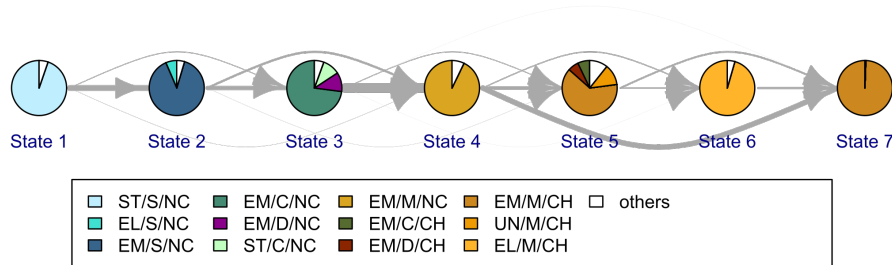 State 1 State 2 State 3 State 4 State 5 State 6 State 7
ST/S/NC EM/C/NC EM/M/NC EM/M/CH others
EL/S/NC EM/D/NC EM/C/CH UN/M/CH
EM/S/NC ST/C/NC EM/D/CH EL/M/CH